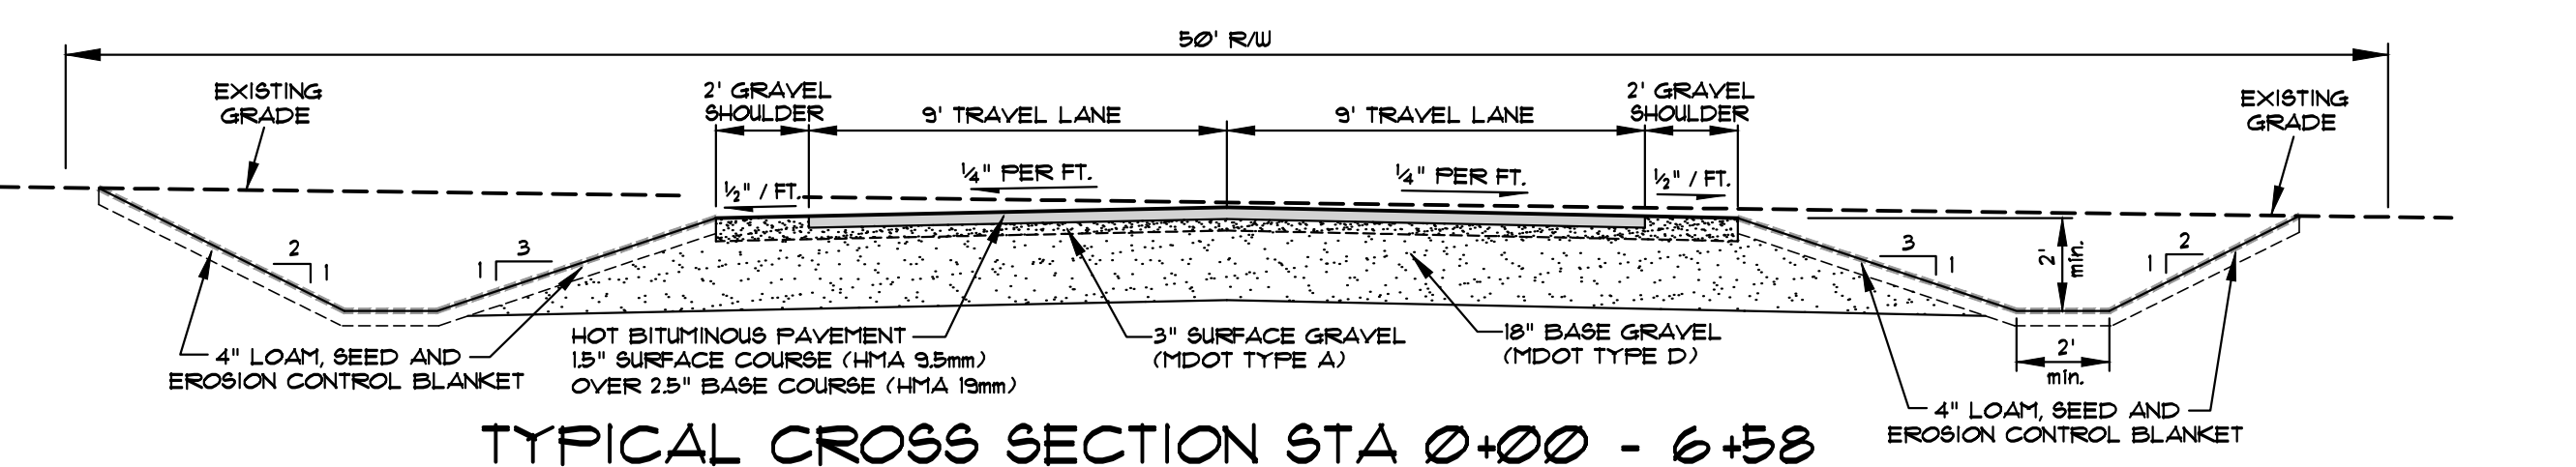 50' R/W
EXISTING
GRADE
2' GRAVEL
SHOULDER
9' TRAVEL LANE
9' TRAVEL LANE
2' GRAVEL
SHOULDER
EXISTING
GRADE
1/2" / FT.
1/4" PER FT.
1/4" PER FT.
1/2" / FT.
2
1
3
1
3
1
2
1
2'
min.
4" LOAM, SEED AND
EROSION CONTROL BLANKET
HOT BITUMINOUS PAVEMENT
1.5" SURFACE COURSE (HMA 9.5mm)
OVER 2.5" BASE COURSE (HMA 19mm)
3" SURFACE GRAVEL
(MDOT TYPE A)
18" BASE GRAVEL
(MDOT TYPE D)
2'
min.
4" LOAM, SEED AND
EROSION CONTROL BLANKET
TYPICAL CROSS SECTION STA 0+00 - 6+58